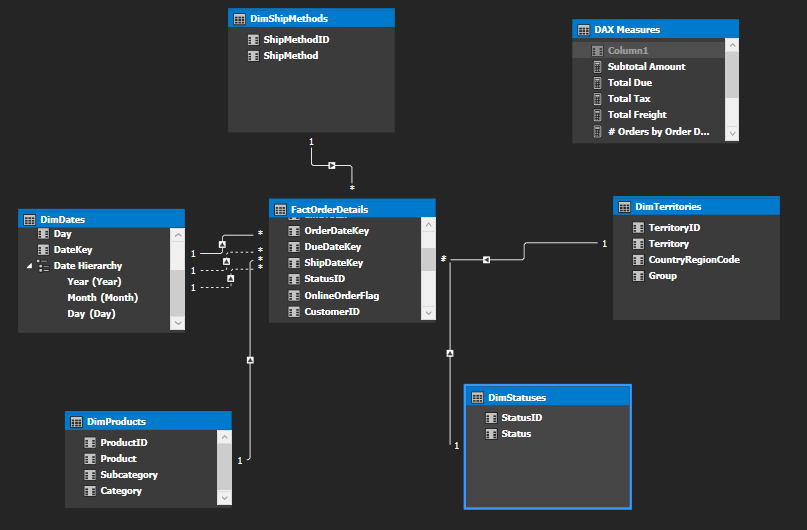 DimShipMethods
ShipMethodID
ShipMethod
DAX Measures
Column1
Subtotal Amount
Total Due
Total Tax
Total Freight
# Orders by Order D...
1
*
DimDates
Day
DateKey
Date Hierarchy
Year (Year)
Month (Month)
Day (Day)
1
1
1
*
*
*
*
FactOrderDetails
OrderDateKey
DueDateKey
ShipDateKey
StatusID
OnlineOrderFlag
CustomerID
*
1
DimTerritories
TerritoryID
Territory
CountryRegionCode
Group
DimProducts
ProductID
Product
Subcategory
Category
1
1
DimStatuses
StatusID
Status